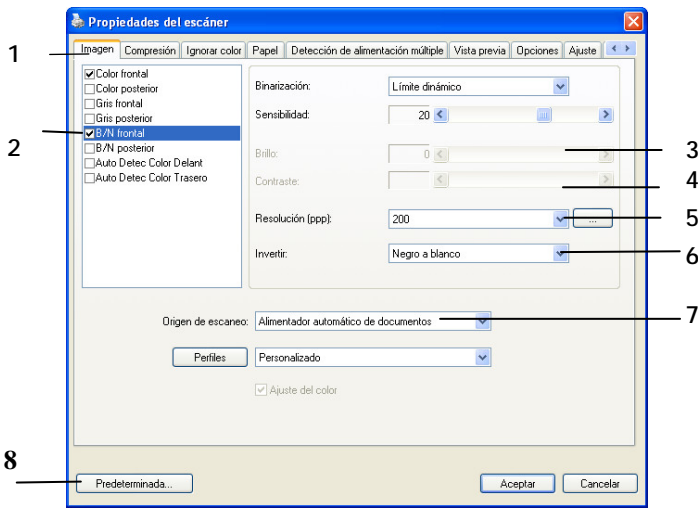 Propiedades del escáner
1
Imagen Compresión Ignorar color Papel Detección de alimentación múltiple Vista previa Opciones Ajuste
Color frontal
Color posterior
Gris frontal
Gris posterior
2
B/N frontal
B/N posterior
Auto Detec Color Delant
Auto Detec Color Trasero
Binarización: Límite dinámico
Sensibilidad: 20
Brillo: 0 3
Contraste: 4
Resolución (ppp): 200 ... 5
Invertir: Negro a blanco 6
Origen de escaneo: Alimentador automático de documentos 7
Perfiles Personalizado
Ajuste del color
8
Predeterminada... Aceptar Cancelar